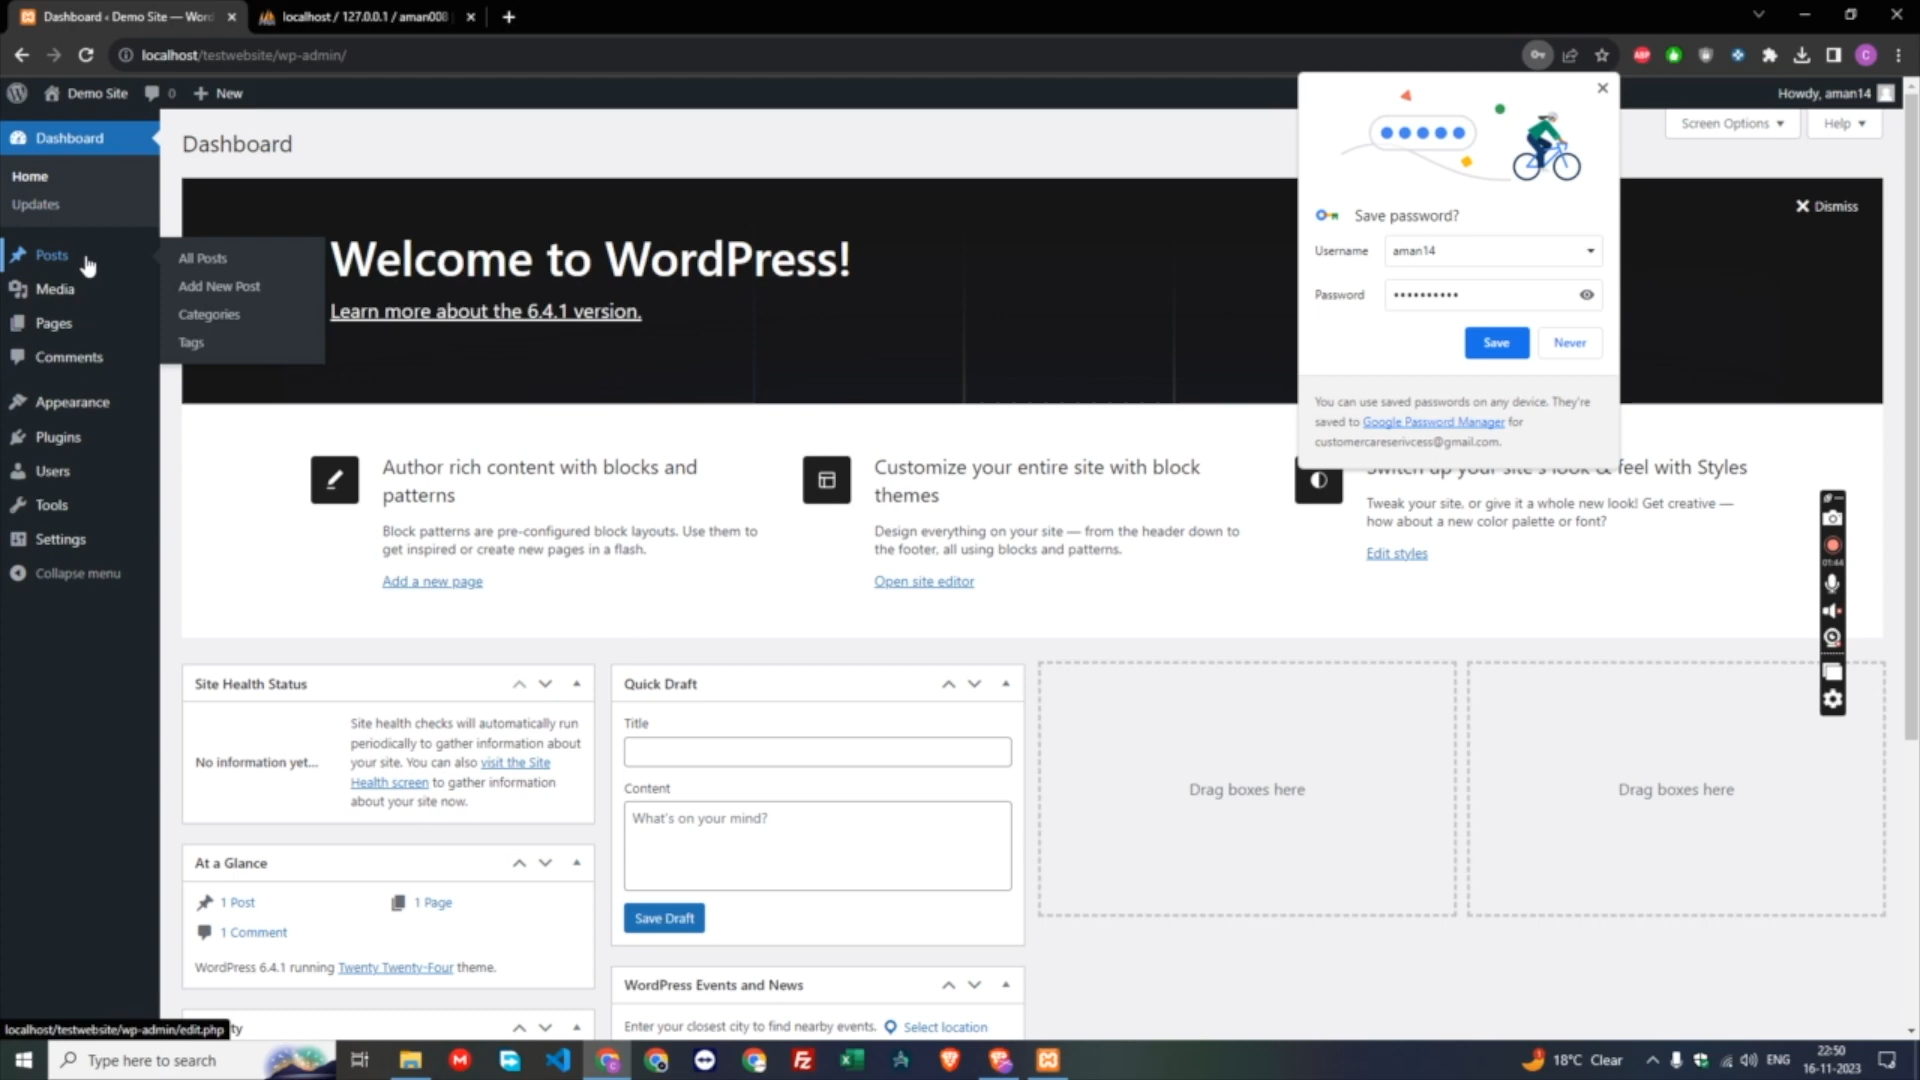 Dashboard ‹ Demo Site — Word
localhost / 127.0.0.1 / aman008
localhost/testwebsite/wp-admin/
ABP
C
Demo Site
0
New
Howdy, aman14
Dashboard
Home
Updates
Posts
Media
Pages
Comments
Appearance
Plugins
Users
Tools
Settings
Collapse menu
All Posts
Add New Post
Categories
Tags
Dashboard
Screen Options
Help
Dismiss
Welcome to WordPress!
Learn more about the 6.4.1 version.
Save password?
Username
aman14
Password
••••••••••
Save
Never
You can use saved passwords on any device. They're
saved to Google Password Manager for
customercareserivcess@gmail.com.
Author rich content with blocks and
patterns
Block patterns are pre-configured block layouts. Use them to
get inspired or create new pages in a flash.
Add a new page
Customize your entire site with block
themes
Design everything on your site — from the header down to
the footer, all using blocks and patterns.
Open site editor
Switch up your site's look & feel with Styles
Tweak your site, or give it a whole new look! Get creative —
how about a new color palette or font?
Edit styles
01:44
Site Health Status
No information yet...
Site health checks will automatically run
periodically to gather information about
your site. You can also visit the Site
Health screen to gather information
about your site now.
At a Glance
1 Post
1 Page
1 Comment
WordPress 6.4.1 running Twenty Twenty-Four theme.
ty
Quick Draft
Title
Content
What's on your mind?
Save Draft
WordPress Events and News
Enter your closest city to find nearby events.
Select location
Drag boxes here
Drag boxes here
localhost/testwebsite/wp-admin/edit.php
Type here to search
18°C Clear
ENG
22:50
16-11-2023